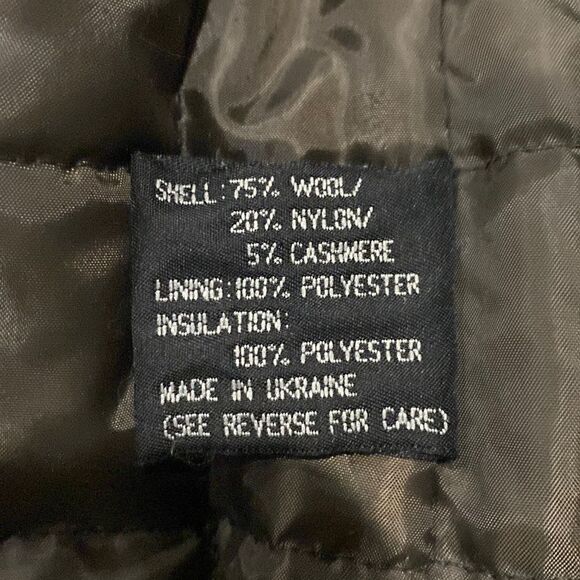 SHELL: 75% WOOL/
20% NYLON/
5% CASHMERE
LINING: 100% POLYESTER
INSULATION:
100% POLYESTER
MADE IN UKRAINE
(SEE REVERSE FOR CARE)